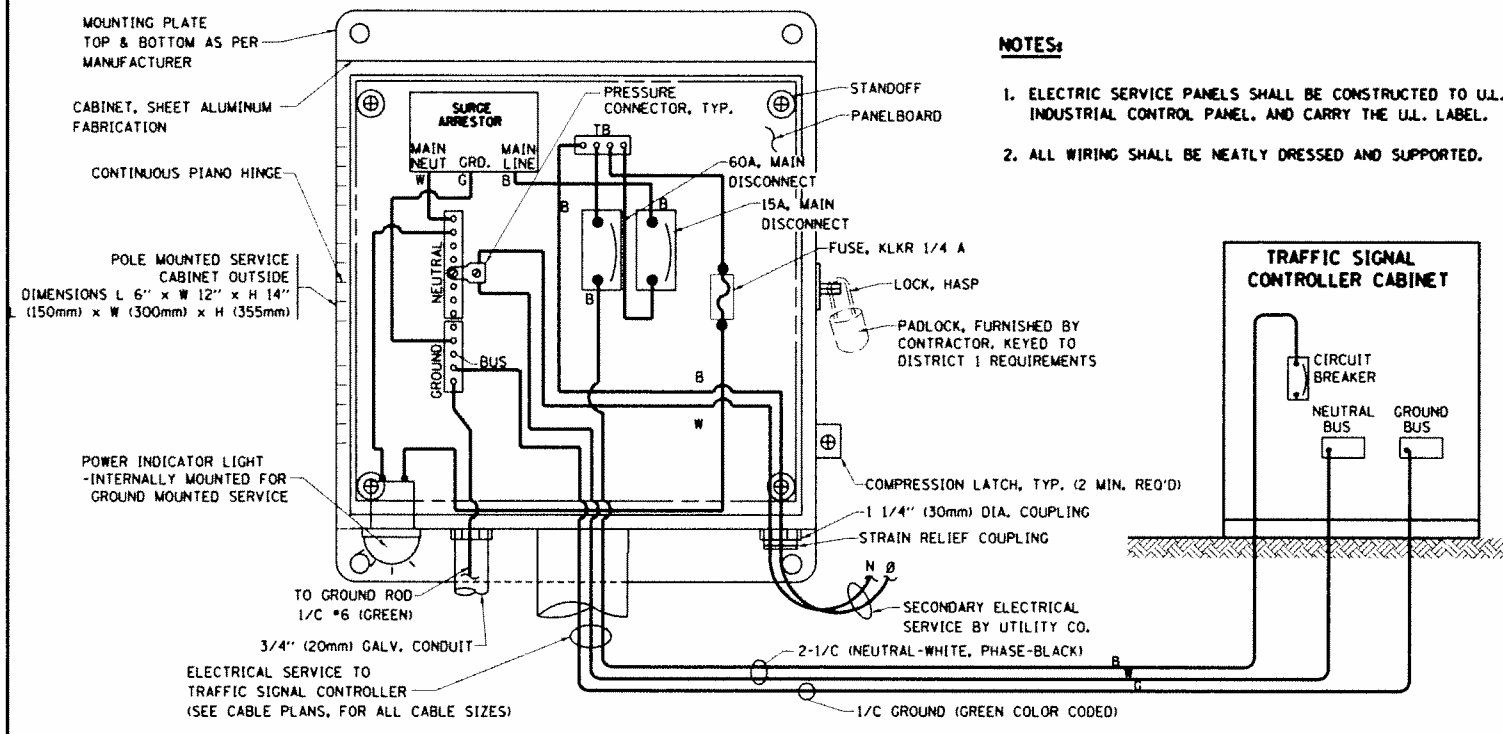 MOUNTING PLATE
TOP & BOTTOM AS PER
MANUFACTURER
CABINET, SHEET ALUMINUM
FABRICATION
CONTINUOUS PIANO HINGE
POLE MOUNTED SERVICE
CABINET OUTSIDE
DIMENSIONS L 6" x W 12" x H 14"
L (150mm) x W (300mm) x H (355mm)
POWER INDICATOR LIGHT
-INTERNALLY MOUNTED FOR
GROUND MOUNTED SERVICE
SURGE
ARRESTOR
MAIN
NEUT
GRD.
MAIN
LINE
W
G
B
PRESSURE
CONNECTOR, TYP.
TB
NEUTRAL
GROUND
BUS
B
B
B
B
W
STANDOFF
PANELBOARD
60A, MAIN
DISCONNECT
15A, MAIN
DISCONNECT
FUSE, KLKR 1/4 A
LOCK, HASP
PADLOCK, FURNISHED BY
CONTRACTOR, KEYED TO
DISTRICT 1 REQUIREMENTS
COMPRESSION LATCH, TYP. (2 MIN. REQ'D)
1 1/4" (30mm) DIA. COUPLING
STRAIN RELIEF COUPLING
N Ø
SECONDARY ELECTRICAL
SERVICE BY UTILITY CO.
TO GROUND ROD
1/C #6 (GREEN)
3/4" (20mm) GALV. CONDUIT
ELECTRICAL SERVICE TO
TRAFFIC SIGNAL CONTROLLER
(SEE CABLE PLANS, FOR ALL CABLE SIZES)
2-1/C (NEUTRAL-WHITE, PHASE-BLACK)
1/C GROUND (GREEN COLOR CODED)
B
W
G
NOTES:
1. ELECTRIC SERVICE PANELS SHALL BE CONSTRUCTED TO U.L.
INDUSTRIAL CONTROL PANEL, AND CARRY THE U.L. LABEL.
2. ALL WIRING SHALL BE NEATLY DRESSED AND SUPPORTED.
TRAFFIC SIGNAL
CONTROLLER CABINET
CIRCUIT
BREAKER
NEUTRAL
BUS
GROUND
BUS